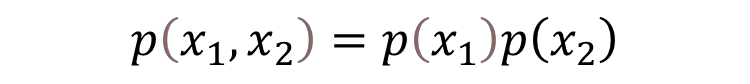 p(x₁, x₂) = p(x₁)p(x₂)